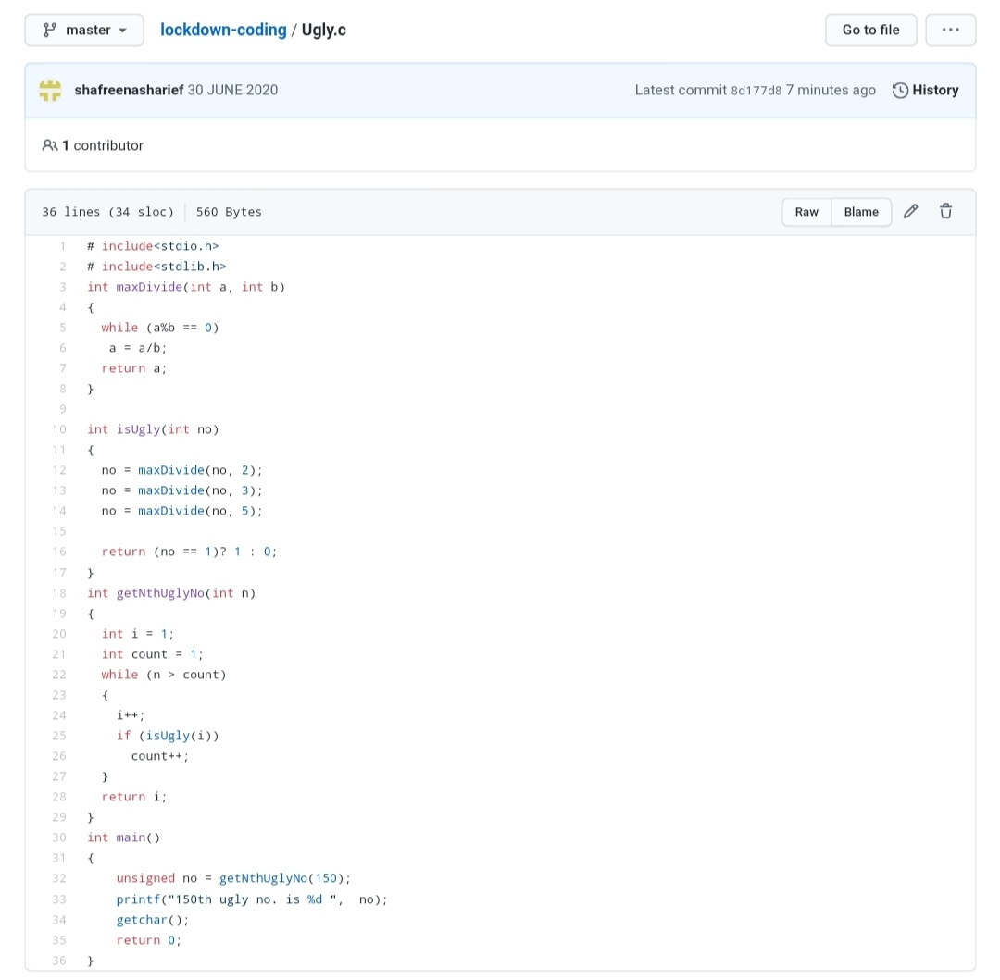 master lockdown-coding / Ugly.c Go to file ...
shafreenasharief 30 JUNE 2020 Latest commit 8d177d8 7 minutes ago History
1 contributor
36 lines (34 sloc) 560 Bytes Raw Blame
1 # include<stdio.h>
2 # include<stdlib.h>
3 int maxDivide(int a, int b)
4 {
5   while (a%b == 0)
6    a = a/b;
7   return a;
8 }
9
10 int isUgly(int no)
11 {
12   no = maxDivide(no, 2);
13   no = maxDivide(no, 3);
14   no = maxDivide(no, 5);
15
16   return (no == 1)? 1 : 0;
17 }
18 int getNthUglyNo(int n)
19 {
20   int i = 1;
21   int count = 1;
22   while (n > count)
23   {
24     i++;
25     if (isUgly(i))
26       count++;
27   }
28   return i;
29 }
30 int main()
31 {
32     unsigned no = getNthUglyNo(150);
33     printf("150th ugly no. is %d ",  no);
34     getchar();
35     return 0;
36 }